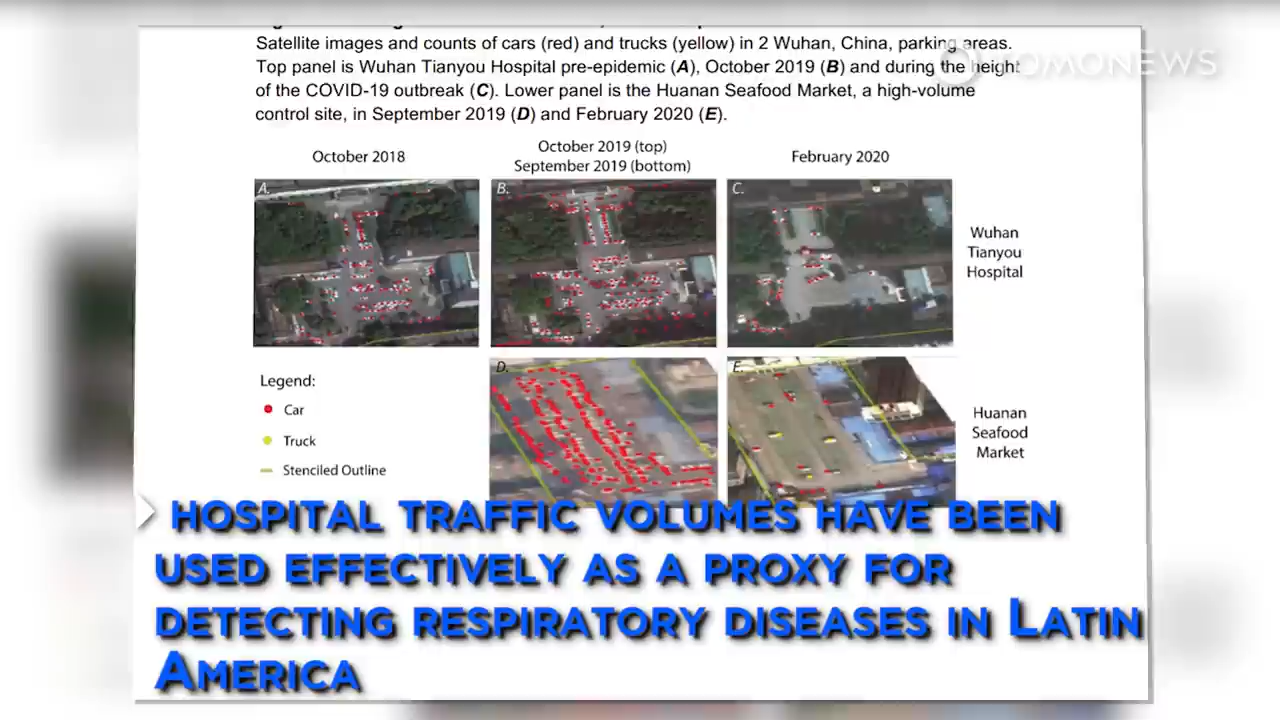 Satellite images and counts of cars (red) and trucks (yellow) in 2 Wuhan, China, parking areas.
Top panel is Wuhan Tianyou Hospital pre-epidemic (A), October 2019 (B) and during the height
of the COVID-19 outbreak (C). Lower panel is the Huanan Seafood Market, a high-volume
control site, in September 2019 (D) and February 2020 (E).
TOMONEWS
October 2018
October 2019 (top)
September 2019 (bottom)
February 2020
A.
B.
C.
Wuhan
Tianyou
Hospital
Legend:
Car
Truck
Stenciled Outline
D.
E.
Huanan
Seafood
Market
HOSPITAL TRAFFIC VOLUMES HAVE BEEN
USED EFFECTIVELY AS A PROXY FOR
DETECTING RESPIRATORY DISEASES IN LATIN
AMERICA